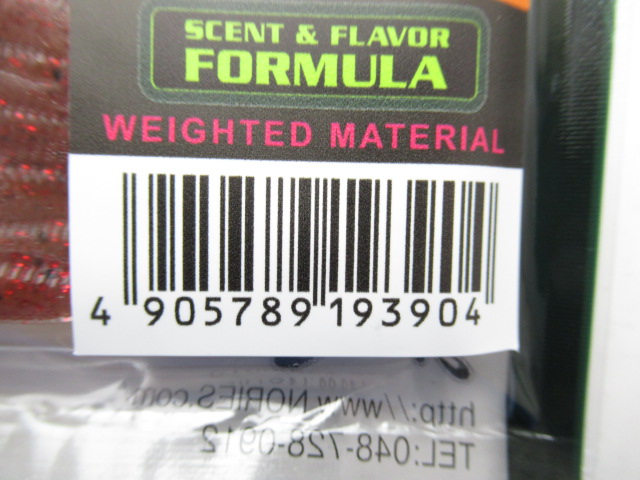 SCENT & FLAVOR
FORMULA
WEIGHTED MATERIAL
4 905789 193904
http://www.NORIES.com
TEL:048-728-0912